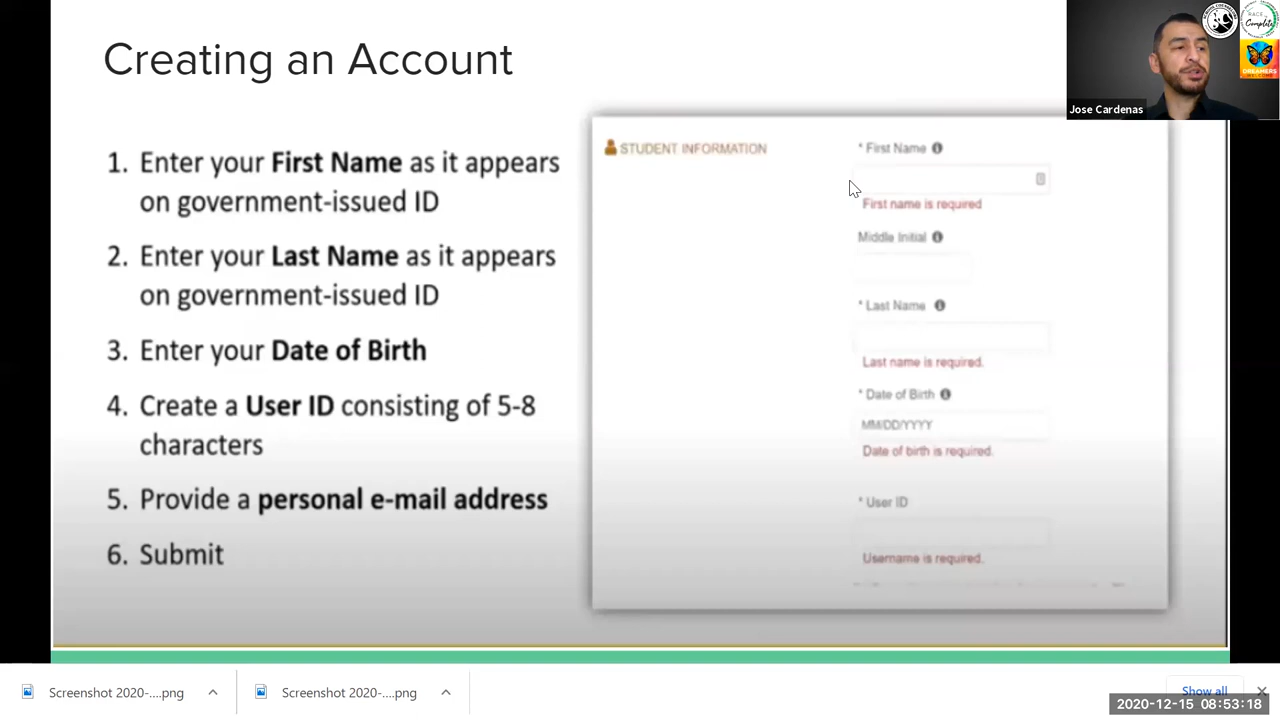 Creating an Account
1. Enter your First Name as it appears
on government-issued ID
2. Enter your Last Name as it appears
on government-issued ID
3. Enter your Date of Birth
4. Create a User ID consisting of 5-8
characters
5. Provide a personal e-mail address
6. Submit
STUDENT INFORMATION
* First Name
First name is required
Middle Initial
* Last Name
Last name is required.
* Date of Birth
MM/DD/YYYY
Date of birth is required.
* User ID
Username is required.
Complete
DREAMERS
WELCOME
Jose Cardenas
Screenshot 2020-....png
Screenshot 2020-....png
Show all
2020-12-15 08:53:18